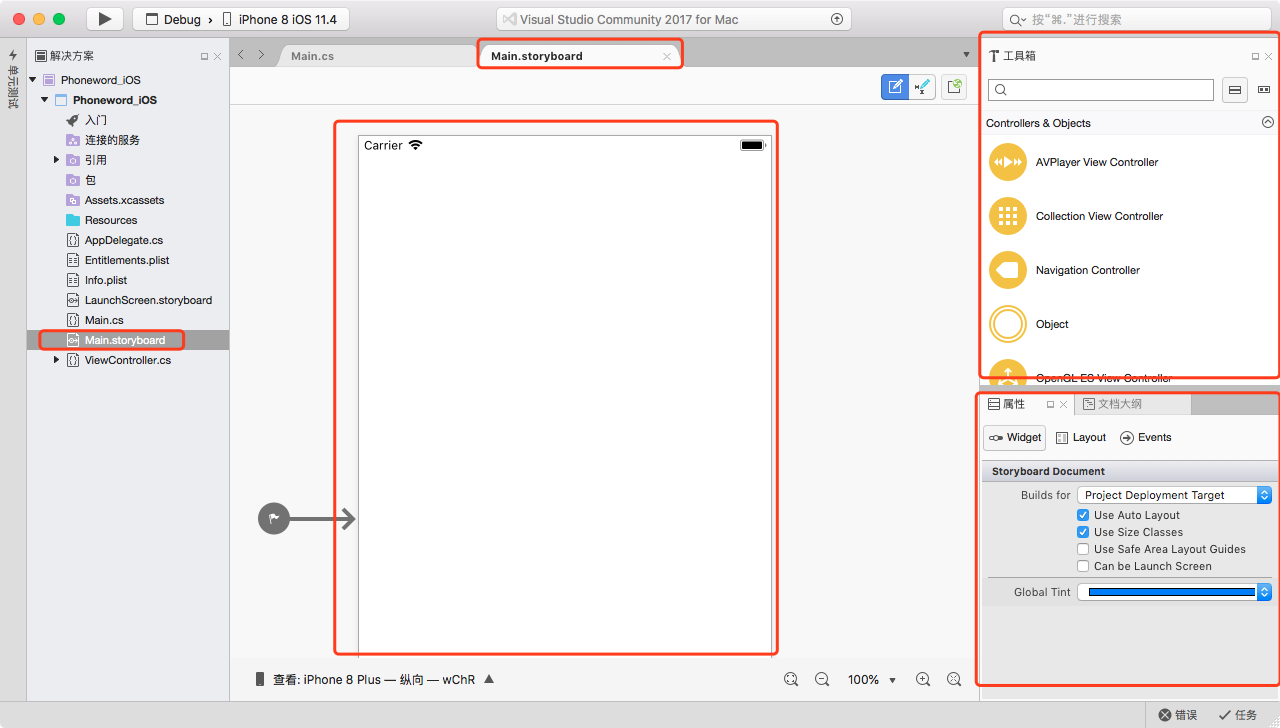 Debug › iPhone 8 iOS 11.4
Visual Studio Community 2017 for Mac
按“⌘.”进行搜索
单元测试
解决方案
Phoneword_iOS
Phoneword_iOS
入门
连接的服务
引用
包
Assets.xcassets
Resources
AppDelegate.cs
Entitlements.plist
Info.plist
LaunchScreen.storyboard
Main.cs
Main.storyboard
ViewController.cs
Main.cs
Main.storyboard
Carrier
查看: iPhone 8 Plus — 纵向 — wChR
100%
工具箱
Controllers & Objects
AVPlayer View Controller
Collection View Controller
Navigation Controller
Object
OpenGL ES View Controller
属性
文档大纲
Widget
Layout
Events
Storyboard Document
Builds for
Project Deployment Target
Use Auto Layout
Use Size Classes
Use Safe Area Layout Guides
Can be Launch Screen
Global Tint
错误
任务